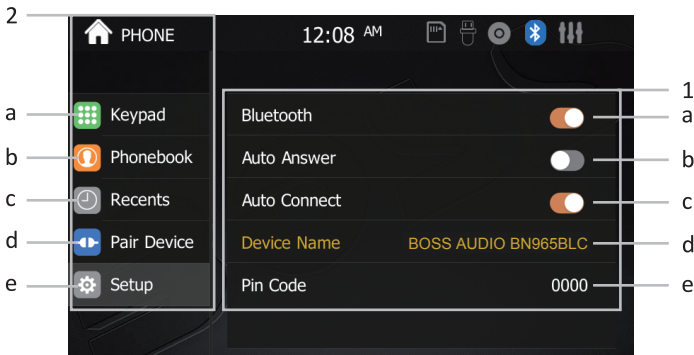 2
PHONE 12:08 AM
1
a Keypad Bluetooth a
b Phonebook Auto Answer b
c Recents Auto Connect c
d Pair Device Device Name BOSS AUDIO BN965BLC d
e Setup Pin Code 0000 e